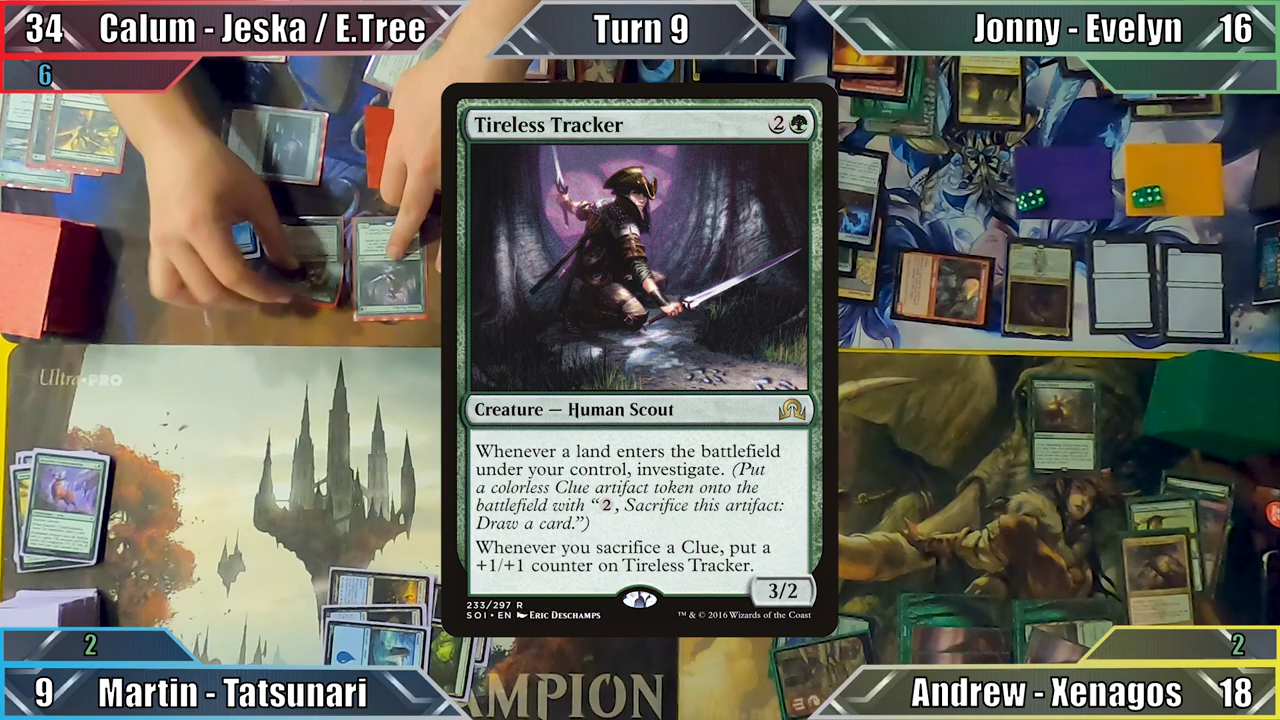 34 Calum - Jeska / E.Tree
Turn 9
Jonny - Evelyn 16
6
Tireless Tracker 2
Creature — Human Scout
Whenever a land enters the battlefield
under your control, investigate. (Put
a colorless Clue artifact token onto the
battlefield with “2, Sacrifice this artifact:
Draw a card.”)
Whenever you sacrifice a Clue, put a
+1/+1 counter on Tireless Tracker.
3/2
233/297 R
SOI • EN Eric Deschamps
™ & © 2016 Wizards of the Coast
Ultra•PRO
2
9 Martin - Tatsunari
MPION
2
Andrew - Xenagos 18